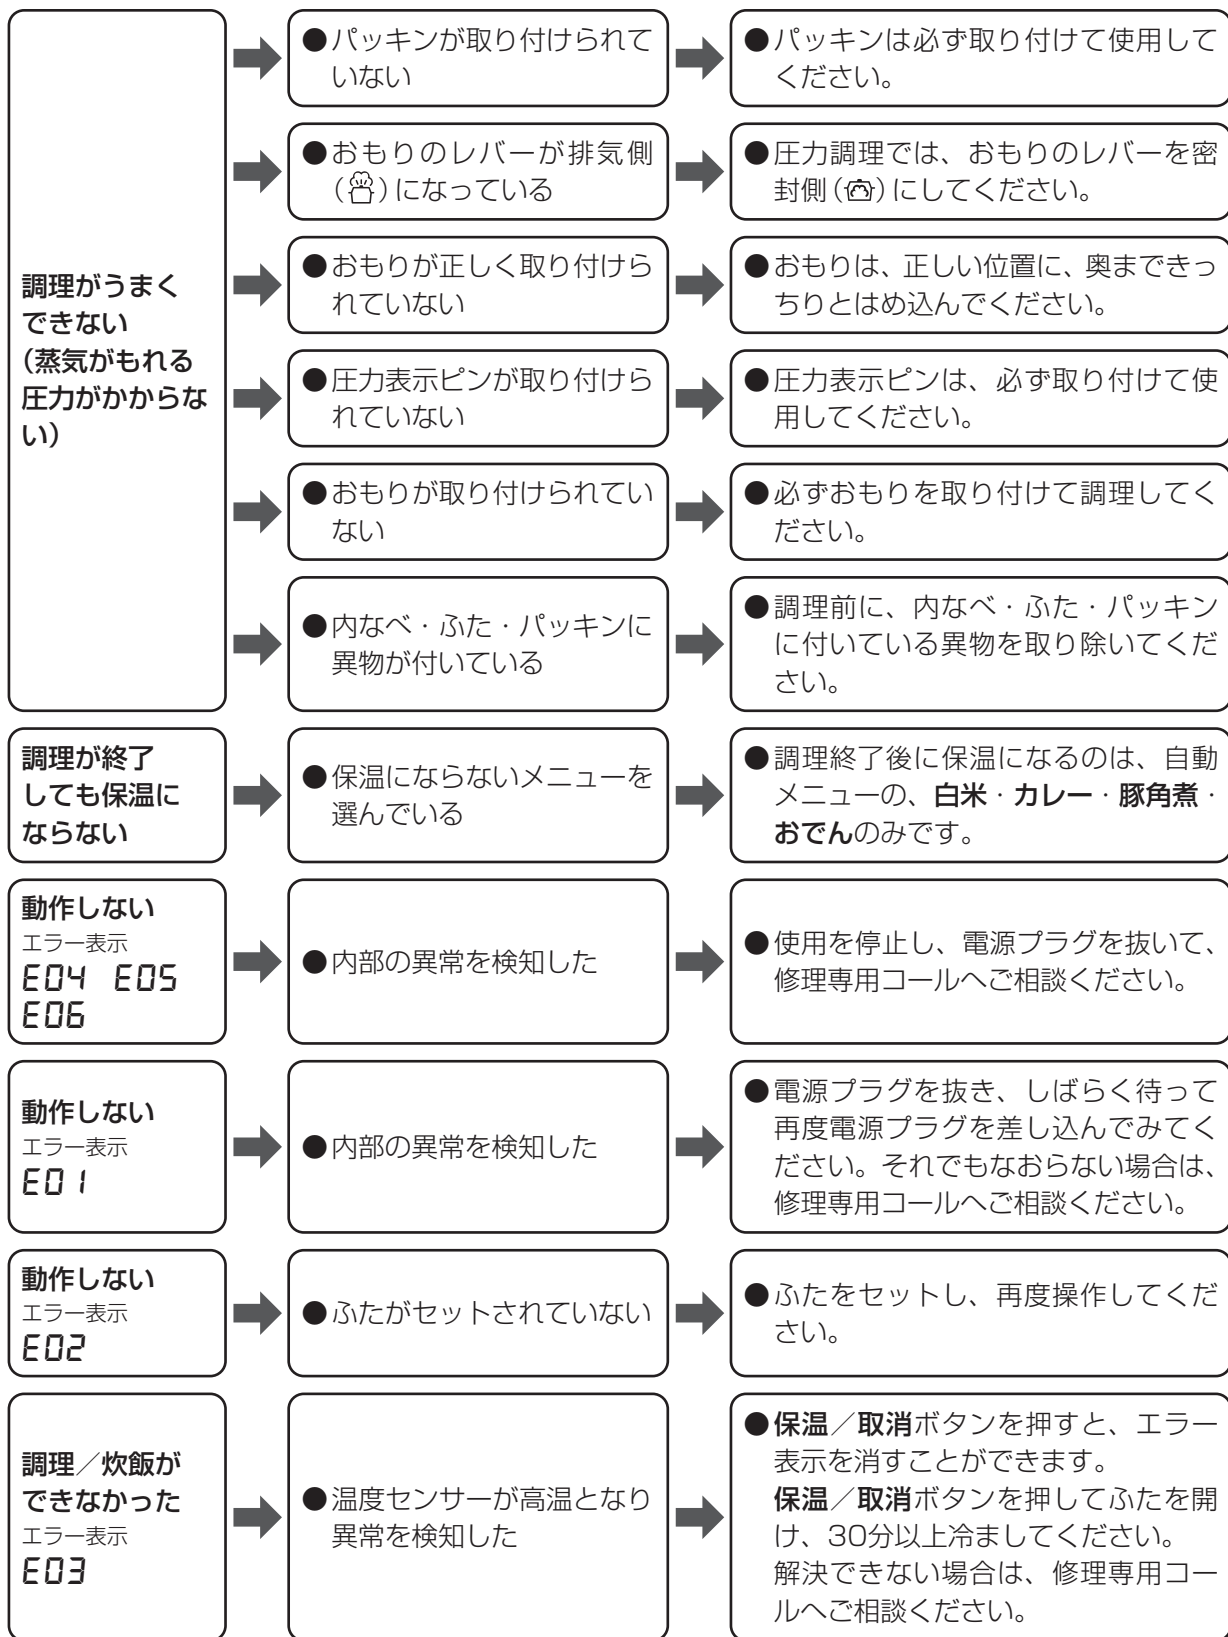 調理がうまく
できない
（蒸気がもれる
圧力がかからな
い）
●パッキンが取り付けられて
いない
●パッキンは必ず取り付けて使用して
ください。
●おもりのレバーが排気側
（）になっている
●圧力調理では、おもりのレバーを密
封側（）にしてください。
●おもりが正しく取り付けら
れていない
●おもりは、正しい位置に、奥まできっ
ちりとはめ込んでください。
●圧力表示ピンが取り付けら
れていない
●圧力表示ピンは、必ず取り付けて使
用してください。
●おもりが取り付けられてい
ない
●必ずおもりを取り付けて調理してく
ださい。
●内なべ・ふた・パッキンに
異物が付いている
●調理前に、内なべ・ふた・パッキン
に付いている異物を取り除いてくだ
さい。
調理が終了
しても保温に
ならない
●保温にならないメニューを
選んでいる
●調理終了後に保温になるのは、自動
メニューの、白米・カレー・豚角煮・
おでんのみです。
動作しない
エラー表示
E04 E05
E06
●内部の異常を検知した
●使用を停止し、電源プラグを抜いて、
修理専用コールへご相談ください。
動作しない
エラー表示
E01
●内部の異常を検知した
●電源プラグを抜き、しばらく待って
再度電源プラグを差し込んでみてく
ださい。それでもなおらない場合は、
修理専用コールへご相談ください。
動作しない
エラー表示
E02
●ふたがセットされていない
●ふたをセットし、再度操作してくだ
さい。
調理／炊飯が
できなかった
エラー表示
E03
●温度センサーが高温となり
異常を検知した
●保温／取消ボタンを押すと、エラー
表示を消すことができます。
保温／取消ボタンを押してふたを開
け、30分以上冷ましてください。
解決できない場合は、修理専用コー
ルへご相談ください。